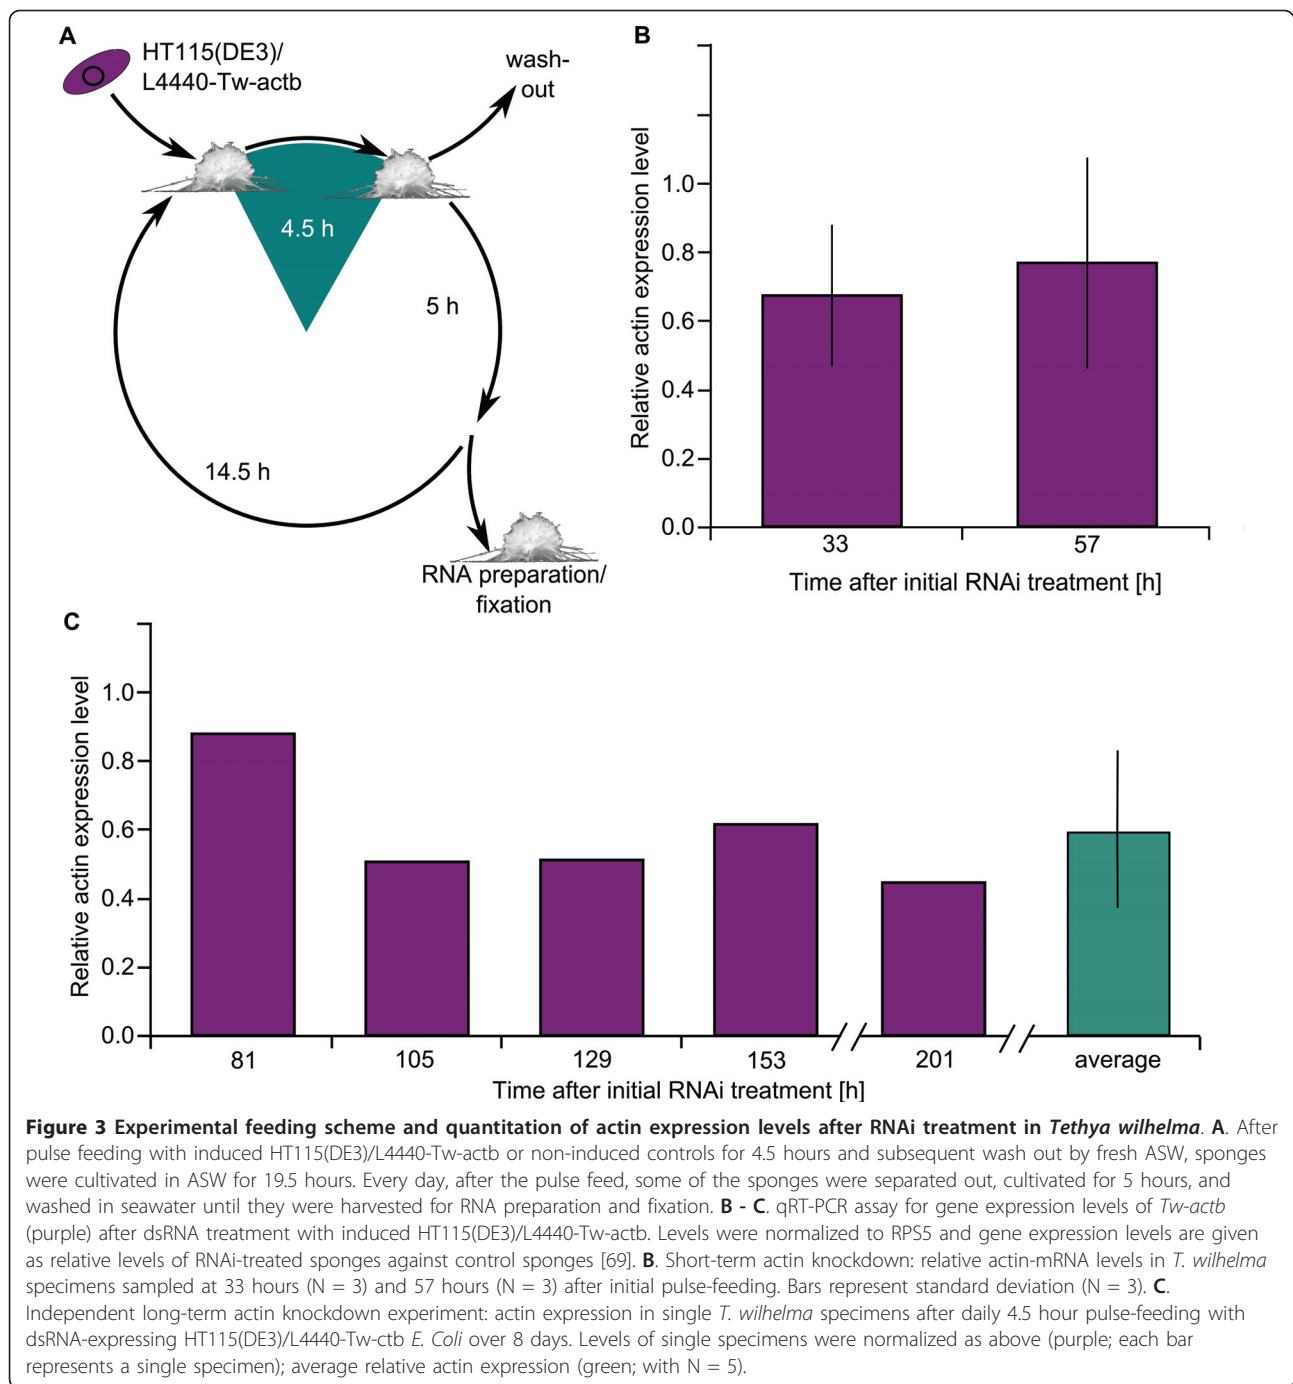 A
HT115(DE3)/
L4440-Tw-actb
wash-
out
4.5 h
5 h
14.5 h
RNA preparation/
fixation
B
Relative actin expression level
1.0
0.8
0.6
0.4
0.2
0.0
33 57
Time after initial RNAi treatment [h]
C
Relative actin expression level
1.0
0.8
0.6
0.4
0.2
0.0
81 105 129 153 201 average
Time after initial RNAi treatment [h]
Figure 3 Experimental feeding scheme and quantitation of actin expression levels after RNAi treatment in Tethya wilhelma. A. After
pulse feeding with induced HT115(DE3)/L4440-Tw-actb or non-induced controls for 4.5 hours and subsequent wash out by fresh ASW, sponges
were cultivated in ASW for 19.5 hours. Every day, after the pulse feed, some of the sponges were separated out, cultivated for 5 hours, and
washed in seawater until they were harvested for RNA preparation and fixation. B - C. qRT-PCR assay for gene expression levels of Tw-actb
(purple) after dsRNA treatment with induced HT115(DE3)/L4440-Tw-actb. Levels were normalized to RPS5 and gene expression levels are given
as relative levels of RNAi-treated sponges against control sponges [69]. B. Short-term actin knockdown: relative actin-mRNA levels in T. wilhelma
specimens sampled at 33 hours (N = 3) and 57 hours (N = 3) after initial pulse-feeding. Bars represent standard deviation (N = 3). C.
Independent long-term actin knockdown experiment: actin expression in single T. wilhelma specimens after daily 4.5 hour pulse-feeding with
dsRNA-expressing HT115(DE3)/L4440-Tw-ctb E. Coli over 8 days. Levels of single specimens were normalized as above (purple; each bar
represents a single specimen); average relative actin expression (green; with N = 5).